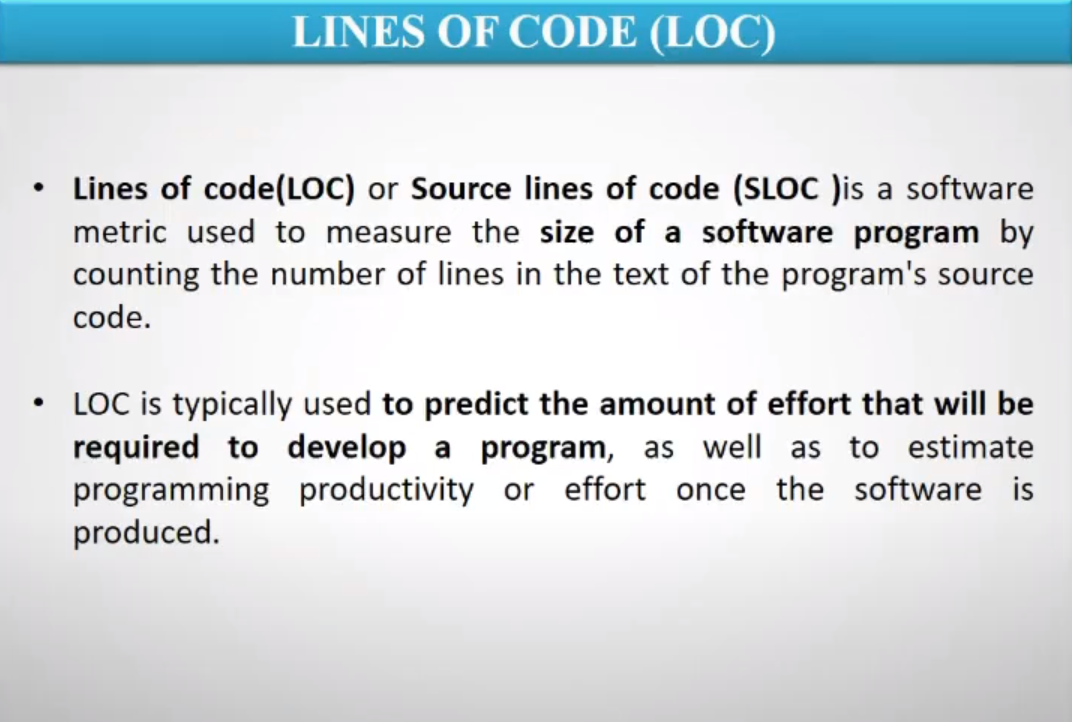 LINES OF CODE (LOC)
• Lines of code(LOC) or Source lines of code (SLOC )is a software
metric used to measure the size of a software program by
counting the number of lines in the text of the program's source
code.
• LOC is typically used to predict the amount of effort that will be
required to develop a program, as well as to estimate
programming productivity or effort once the software is
produced.